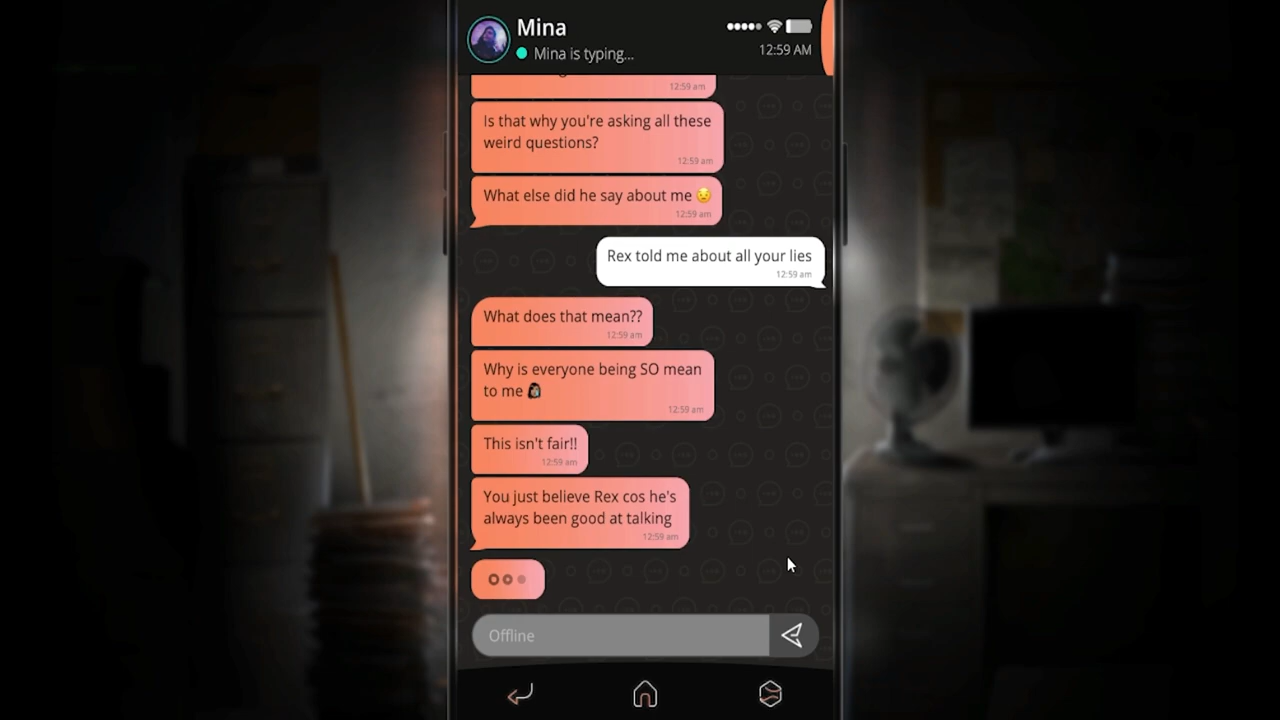 Mina
Mina is typing...
12:59 AM
12:59 am
Is that why you're asking all these
weird questions?
12:59 am
What else did he say about me 😟
12:59 am
Rex told me about all your lies
12:59 am
What does that mean??
12:59 am
Why is everyone being SO mean
to me 🤦🏿‍♀️
12:59 am
This isn't fair!!
12:59 am
You just believe Rex cos he's
always been good at talking
12:59 am
Offline